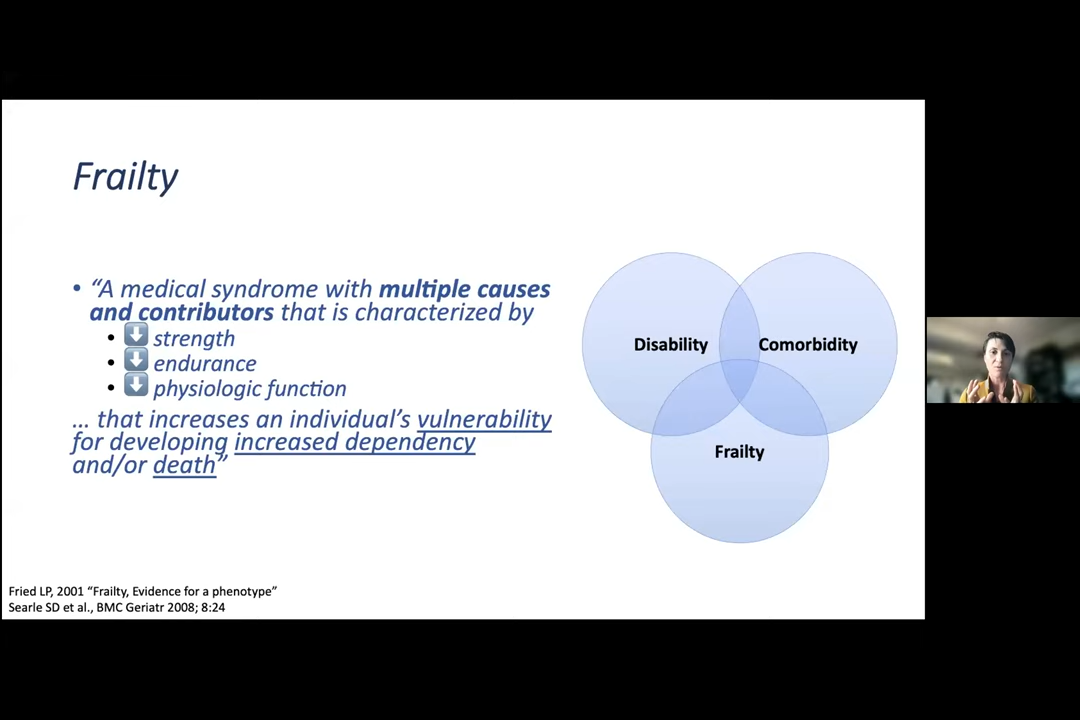 Frailty
• “A medical syndrome with multiple causes
and contributors that is characterized by
• ⬇️ strength
• ⬇️ endurance
• ⬇️ physiologic function
… that increases an individual’s vulnerability
for developing increased dependency
and/or death”
Disability
Comorbidity
Frailty
Fried LP, 2001 “Frailty, Evidence for a phenotype”
Searle SD et al., BMC Geriatr 2008; 8:24